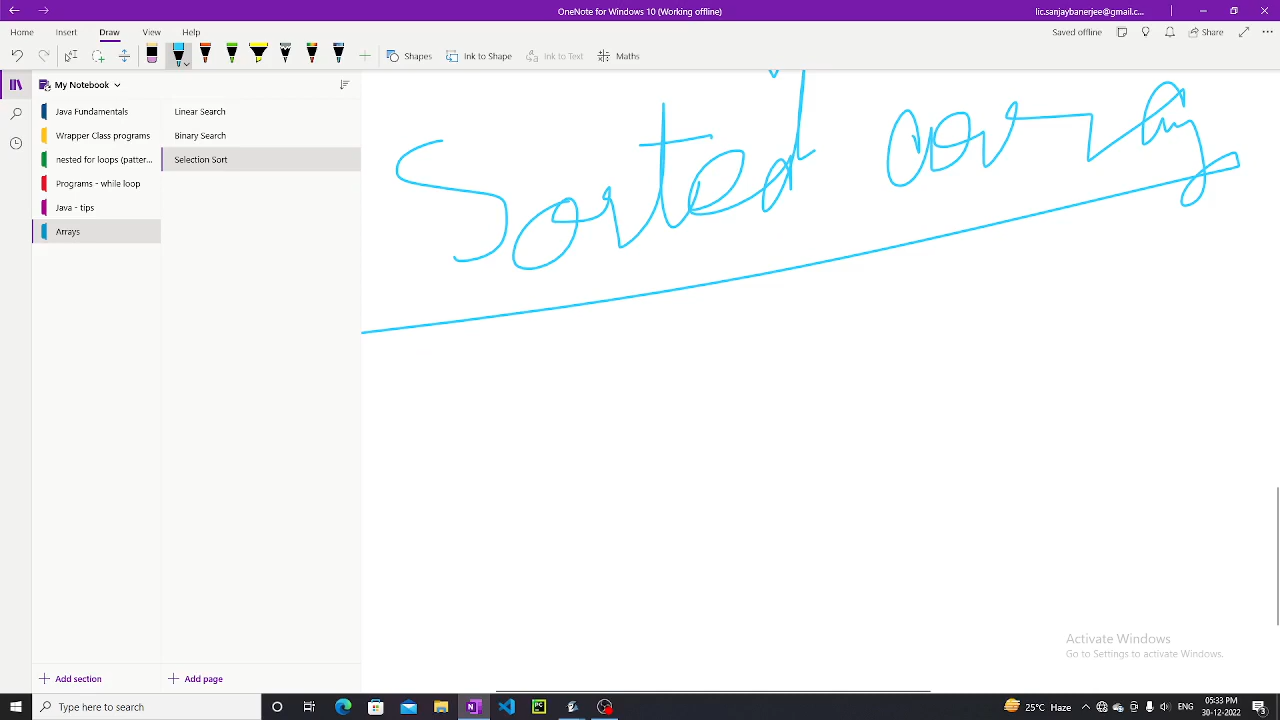 OneNote for Windows 10 (Working offline)
lic.sanjaybanerjee@gmail.c...
Home Insert Draw View Help
Saved offline
Share
Shapes
Ink to Shape
Ink to Text
Maths
My Notebook
Java Fundamentals
Wrapper Class programs
nested for loops (patter...
Programs - while loop
Java - tips
Arrays
Linear Search
Binary Search
Selection Sort
Sorted array
Activate Windows
Go to Settings to activate Windows.
+ Add section
+ Add page
Type here to search
25°C Haze
ENG
05:33 PM
30-12-2022